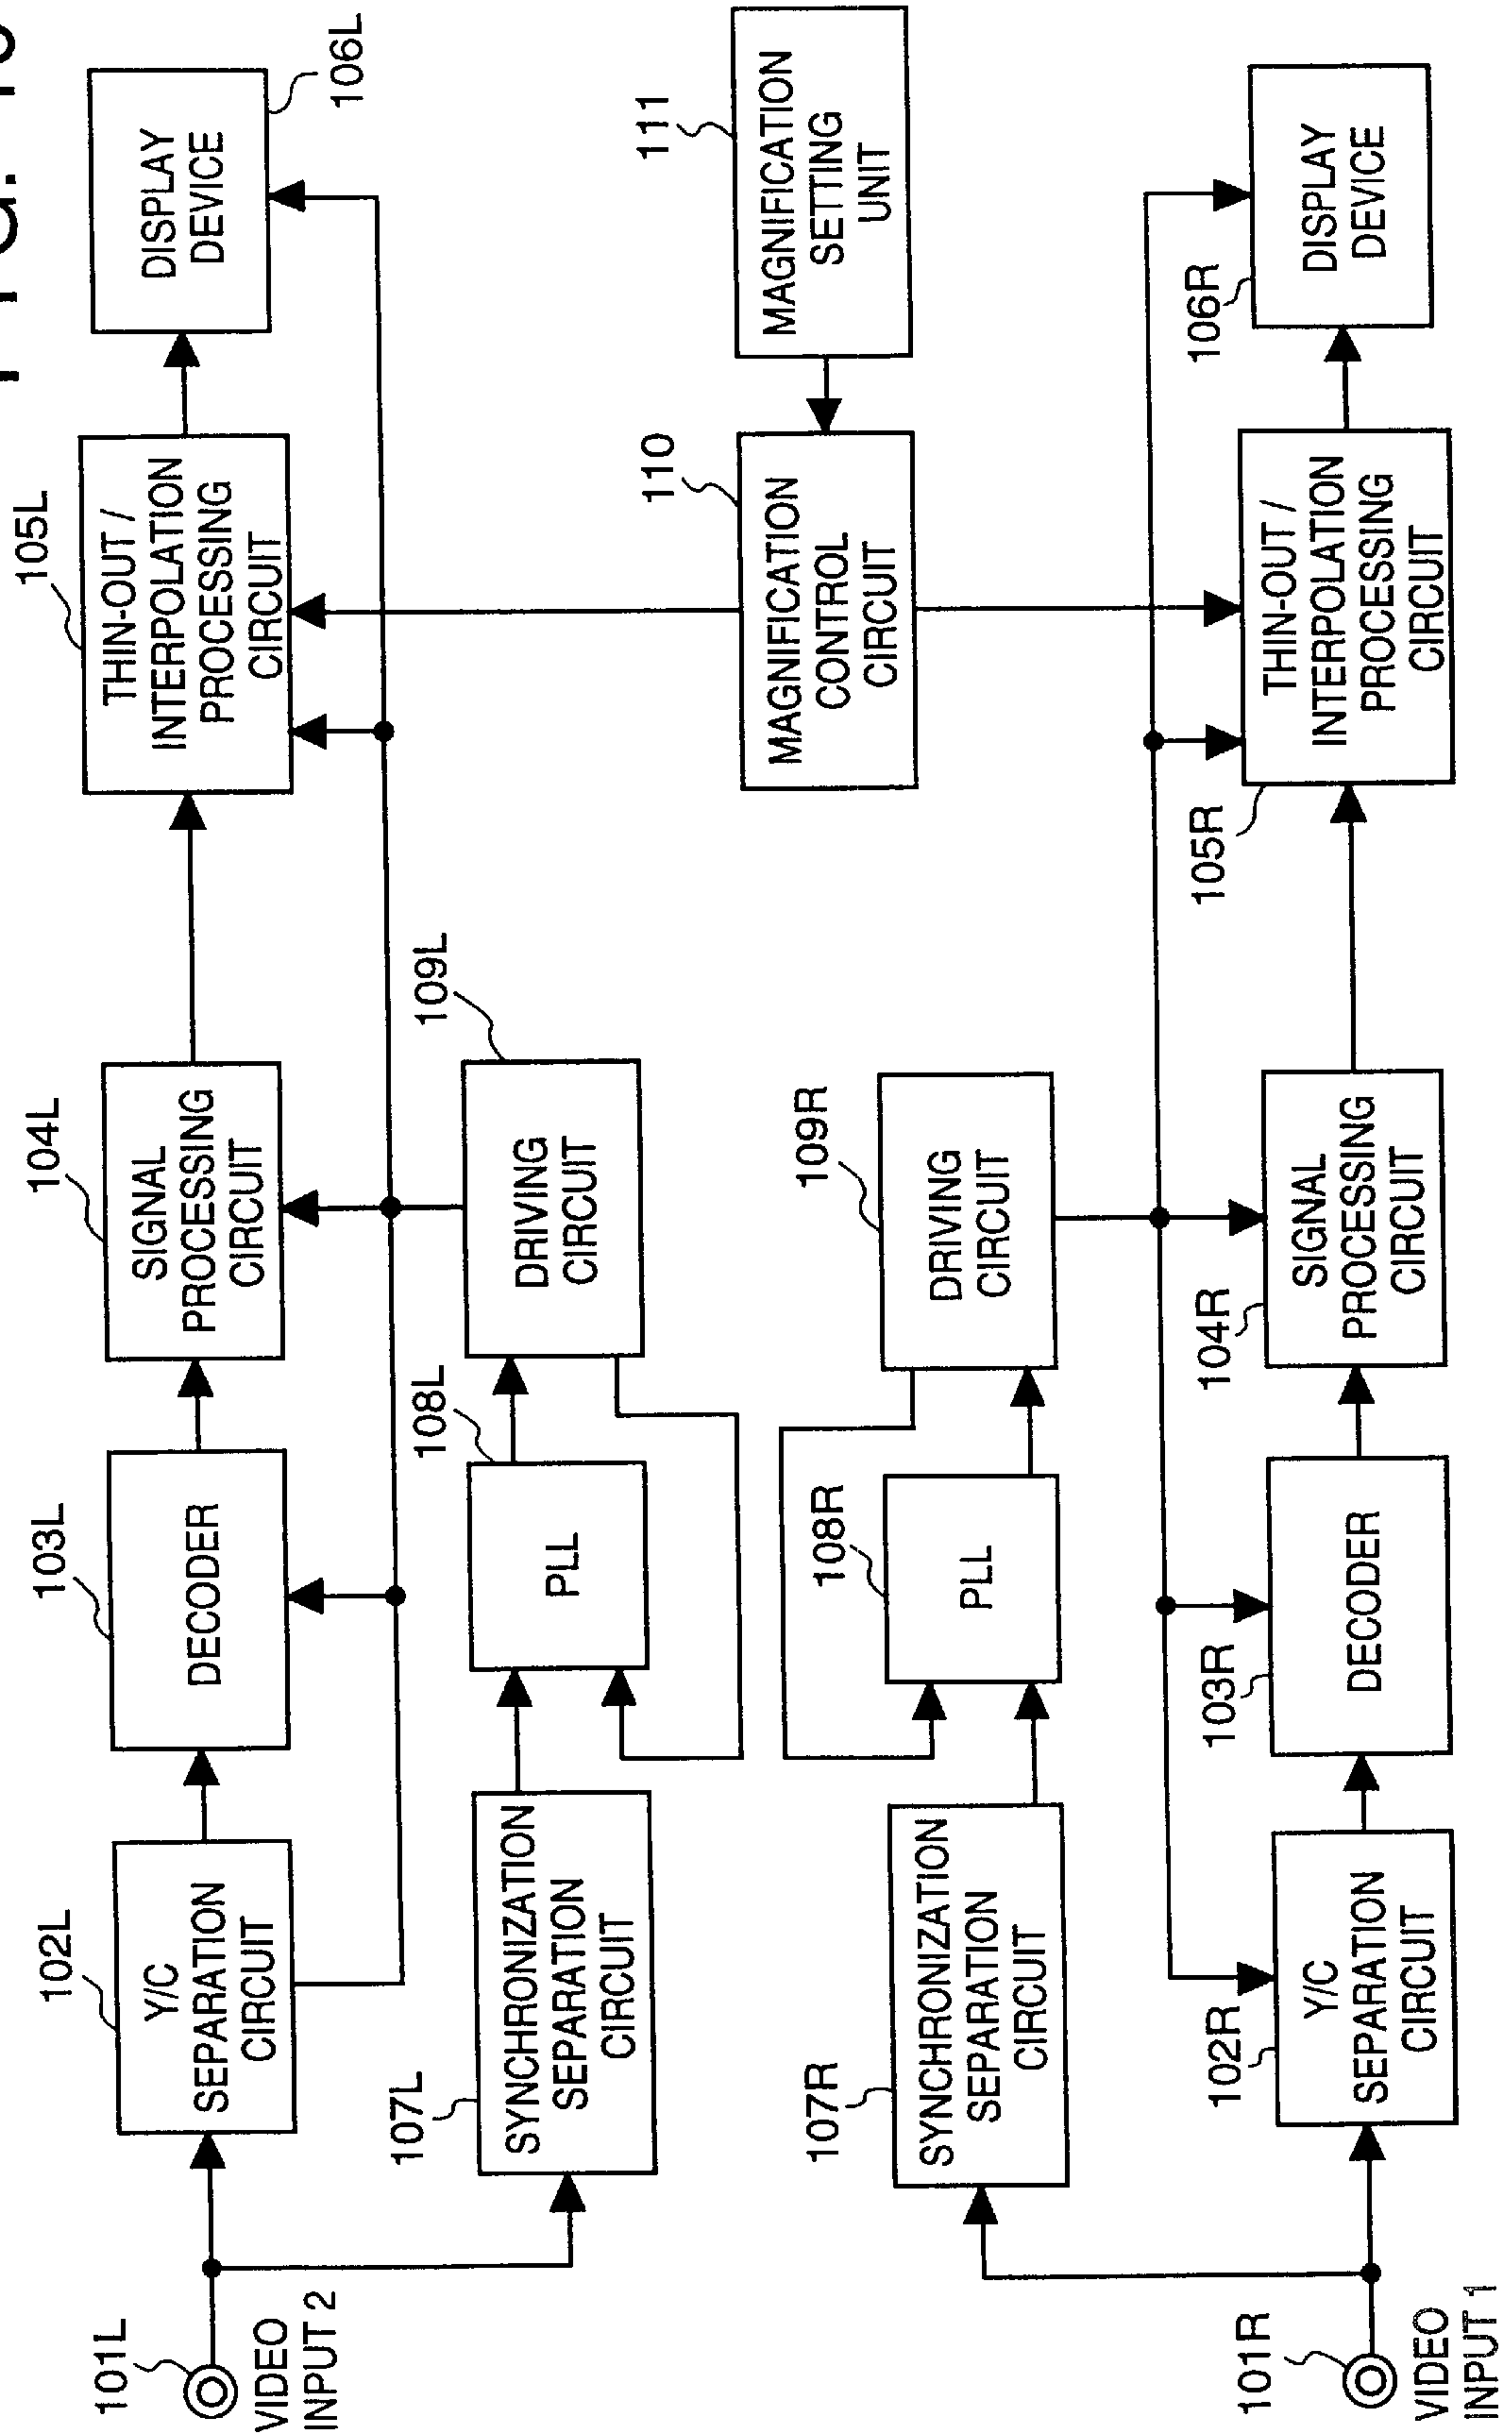 101L
VIDEO
INPUT 2
102L
Y/C
SEPARATION
CIRCUIT
103L
DECODER
104L
SIGNAL
PROCESSING
CIRCUIT
105L
THIN-OUT /
INTERPOLATION
PROCESSING
CIRCUIT
106L
DISPLAY
DEVICE
107L
SYNCHRONIZATION
SEPARATION
CIRCUIT
108L
PLL
109L
DRIVING
CIRCUIT
110
MAGNIFICATION
CONTROL
CIRCUIT
111
MAGNIFICATION
SETTING
UNIT
107R
SYNCHRONIZATION
SEPARATION
CIRCUIT
108R
PLL
109R
DRIVING
CIRCUIT
101R
VIDEO
INPUT 1
102R
Y/C
SEPARATION
CIRCUIT
103R
DECODER
104R
SIGNAL
PROCESSING
CIRCUIT
105R
THIN-OUT /
INTERPOLATION
PROCESSING
CIRCUIT
106R
DISPLAY
DEVICE